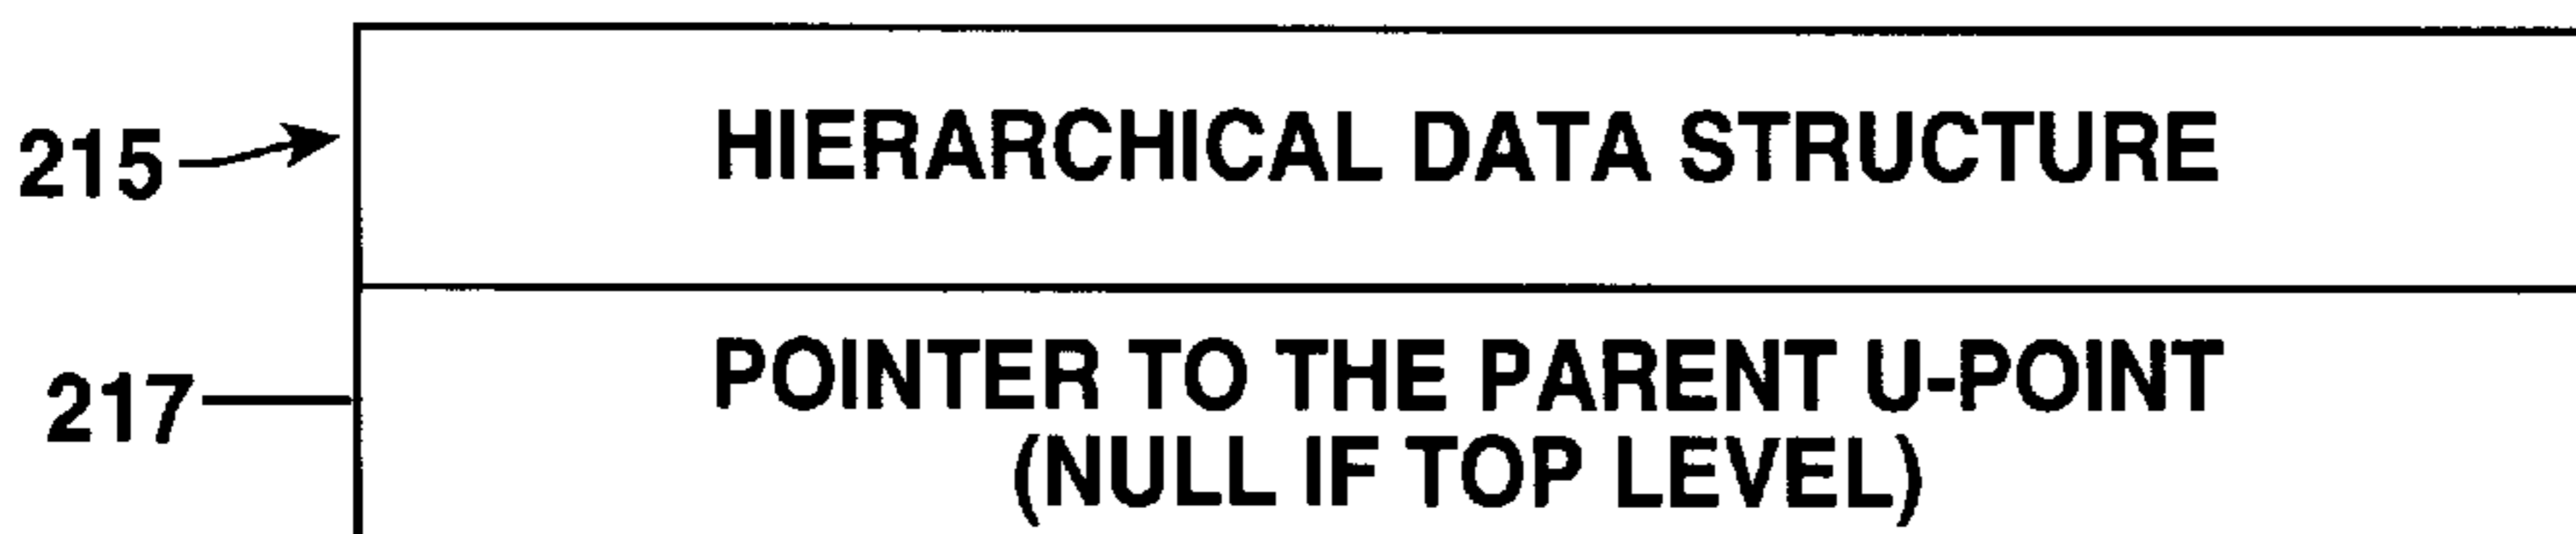 215 HIERARCHICAL DATA STRUCTURE
217 POINTER TO THE PARENT U-POINT
(NULL IF TOP LEVEL)